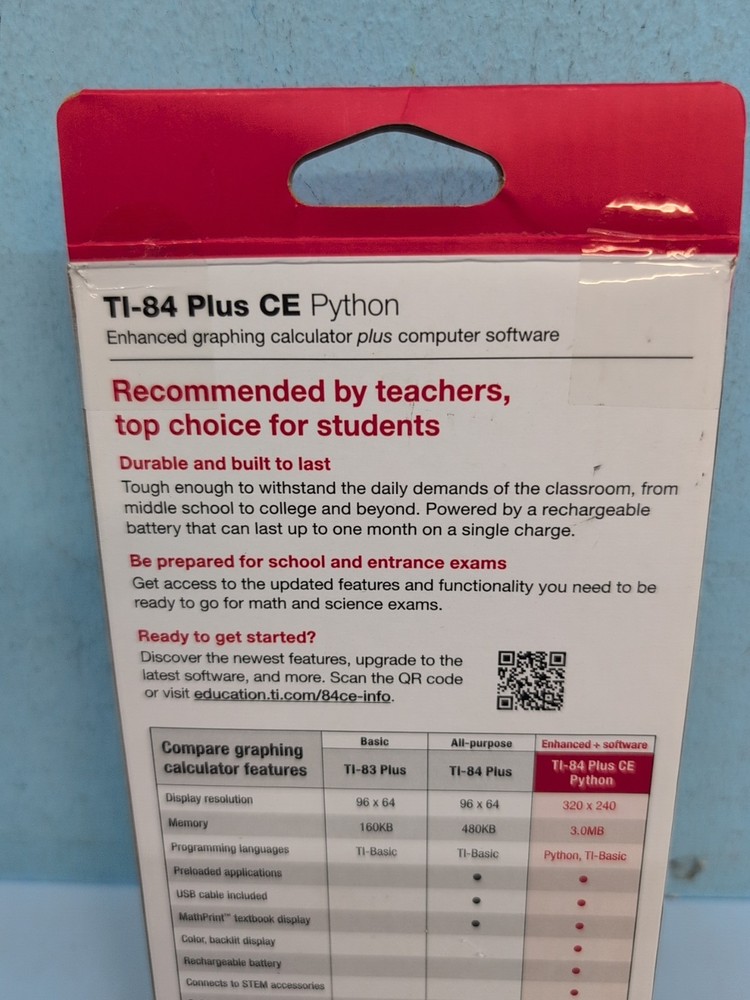 TI-84 Plus CE Python
Enhanced graphing calculator plus computer software
Recommended by teachers,
top choice for students
Durable and built to last
Tough enough to withstand the daily demands of the classroom, from
middle school to college and beyond. Powered by a rechargeable
battery that can last up to one month on a single charge.
Be prepared for school and entrance exams
Get access to the updated features and functionality you need to be
ready to go for math and science exams.
Ready to get started?
Discover the newest features, upgrade to the
latest software, and more. Scan the QR code
or visit education.ti.com/84ce-info.
Compare graphing
calculator features
Basic All-purpose Enhanced + software
TI-83 Plus TI-84 Plus TI-84 Plus CE
Python
Display resolution 96 x 64 96 x 64 320 x 240
Memory 160KB 480KB 3.0MB
Programming languages TI-Basic TI-Basic Python, TI-Basic
Preloaded applications • •
USB cable included • •
MathPrint™ textbook display • •
Color, backlit display •
Rechargeable battery •
Connects to STEM accessories •